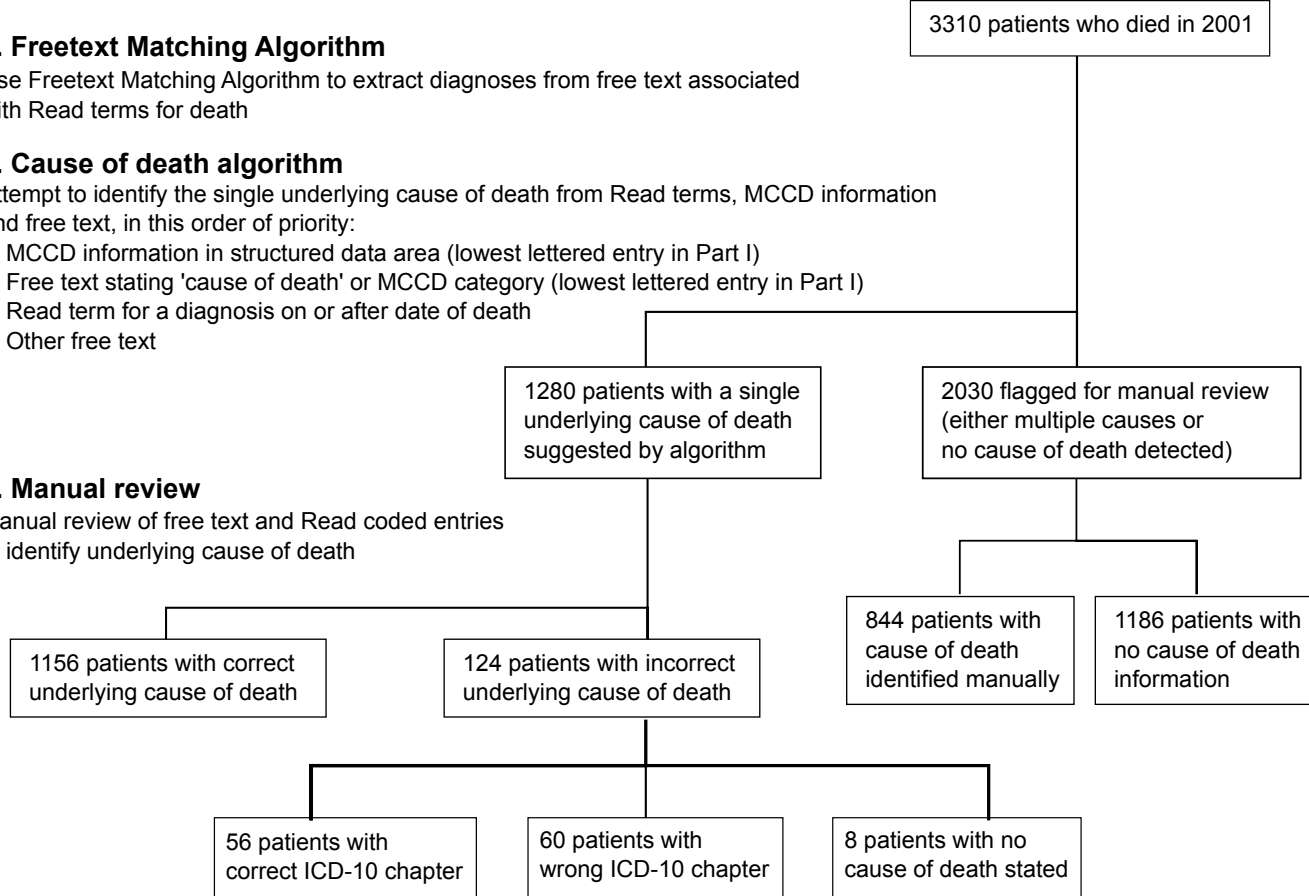 3310 patients who died in 2001
. Freetext Matching Algorithm
se Freetext Matching Algorithm to extract diagnoses from free text associated
ith Read terms for death
. Cause of death algorithm
ttempt to identify the single underlying cause of death from Read terms, MCCD information
nd free text, in this order of priority:
MCCD information in structured data area (lowest lettered entry in Part I)
Free text stating 'cause of death' or MCCD category (lowest lettered entry in Part I)
Read term for a diagnosis on or after date of death
Other free text
1280 patients with a single
underlying cause of death
suggested by algorithm
2030 flagged for manual review
(either multiple causes or
no cause of death detected)
. Manual review
anual review of free text and Read coded entries
identify underlying cause of death
1156 patients with correct
underlying cause of death
124 patients with incorrect
underlying cause of death
844 patients with
cause of death
identified manually
1186 patients with
no cause of death
information
56 patients with
correct ICD-10 chapter
60 patients with
wrong ICD-10 chapter
8 patients with no
cause of death stated